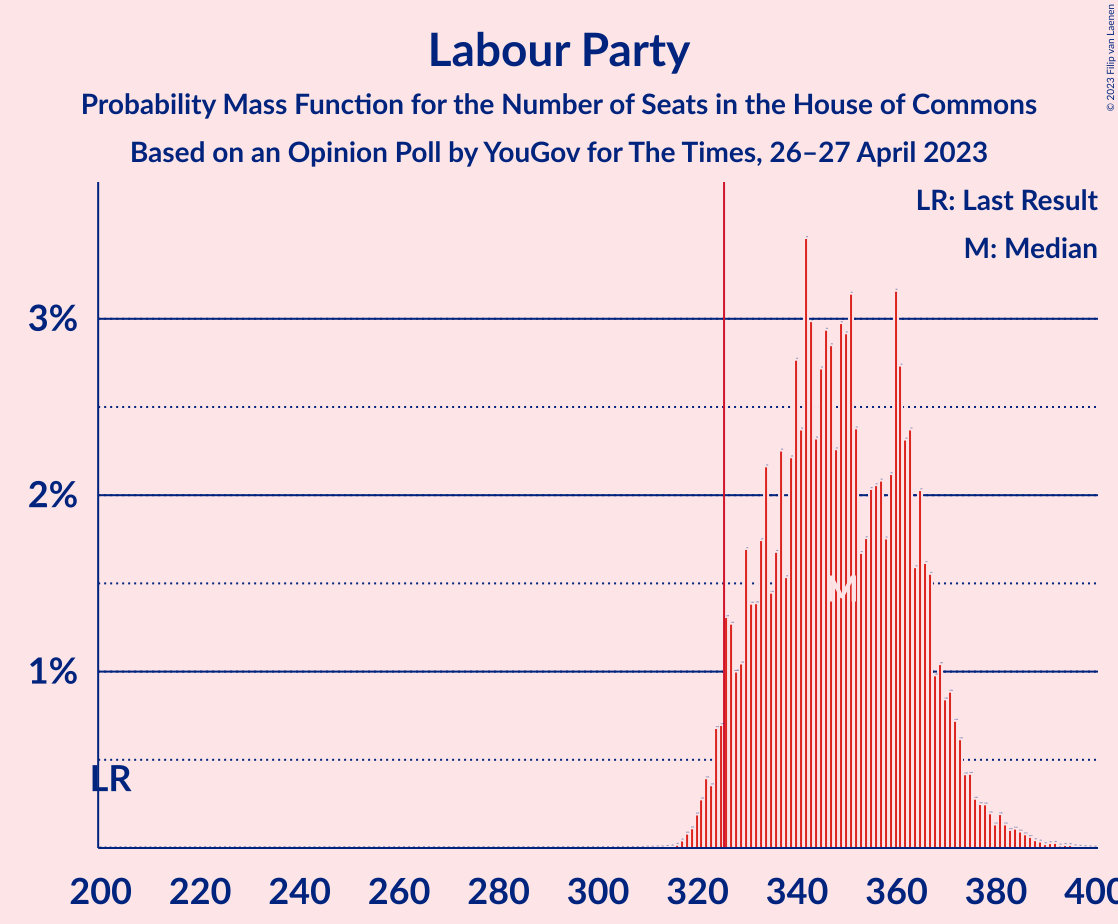 Labour Party
Probability Mass Function for the Number of Seats in the House of Commons
Based on an Opinion Poll by YouGov for The Times, 26–27 April 2023
© 2023 Filip van Laenen
LR: Last Result
M: Median
3%
2%
1%
LR
M
200 220 240 260 280 300 320 340 360 380 400